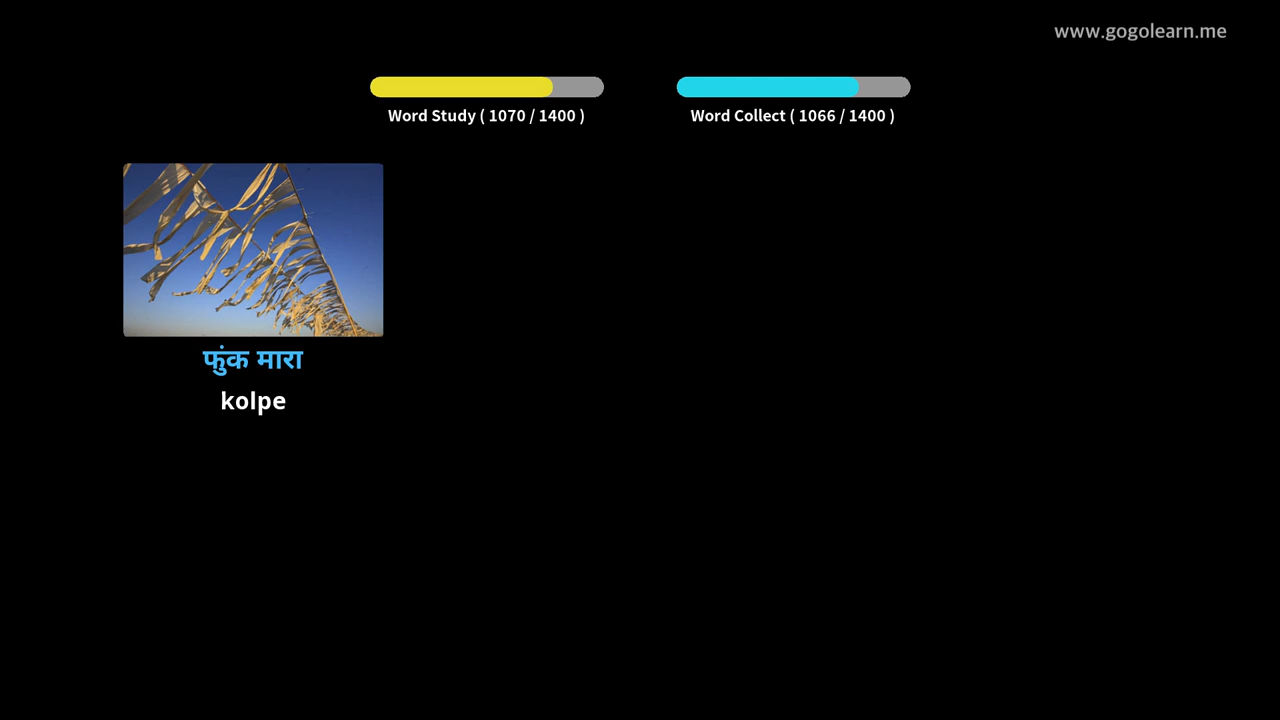 www.gogolearn.me
Word Study ( 1070 / 1400 )
Word Collect ( 1066 / 1400 )
फुंक मारा
kolpe